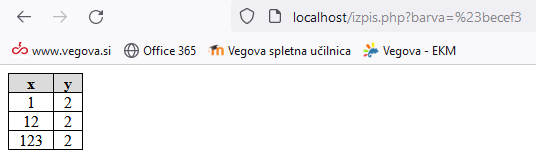 localhost/izpis.php?barva=%23becef3
www.vegova.si Office 365 Vegova spletna učilnica Vegova - EKM
x y
1 2
12 2
123 2